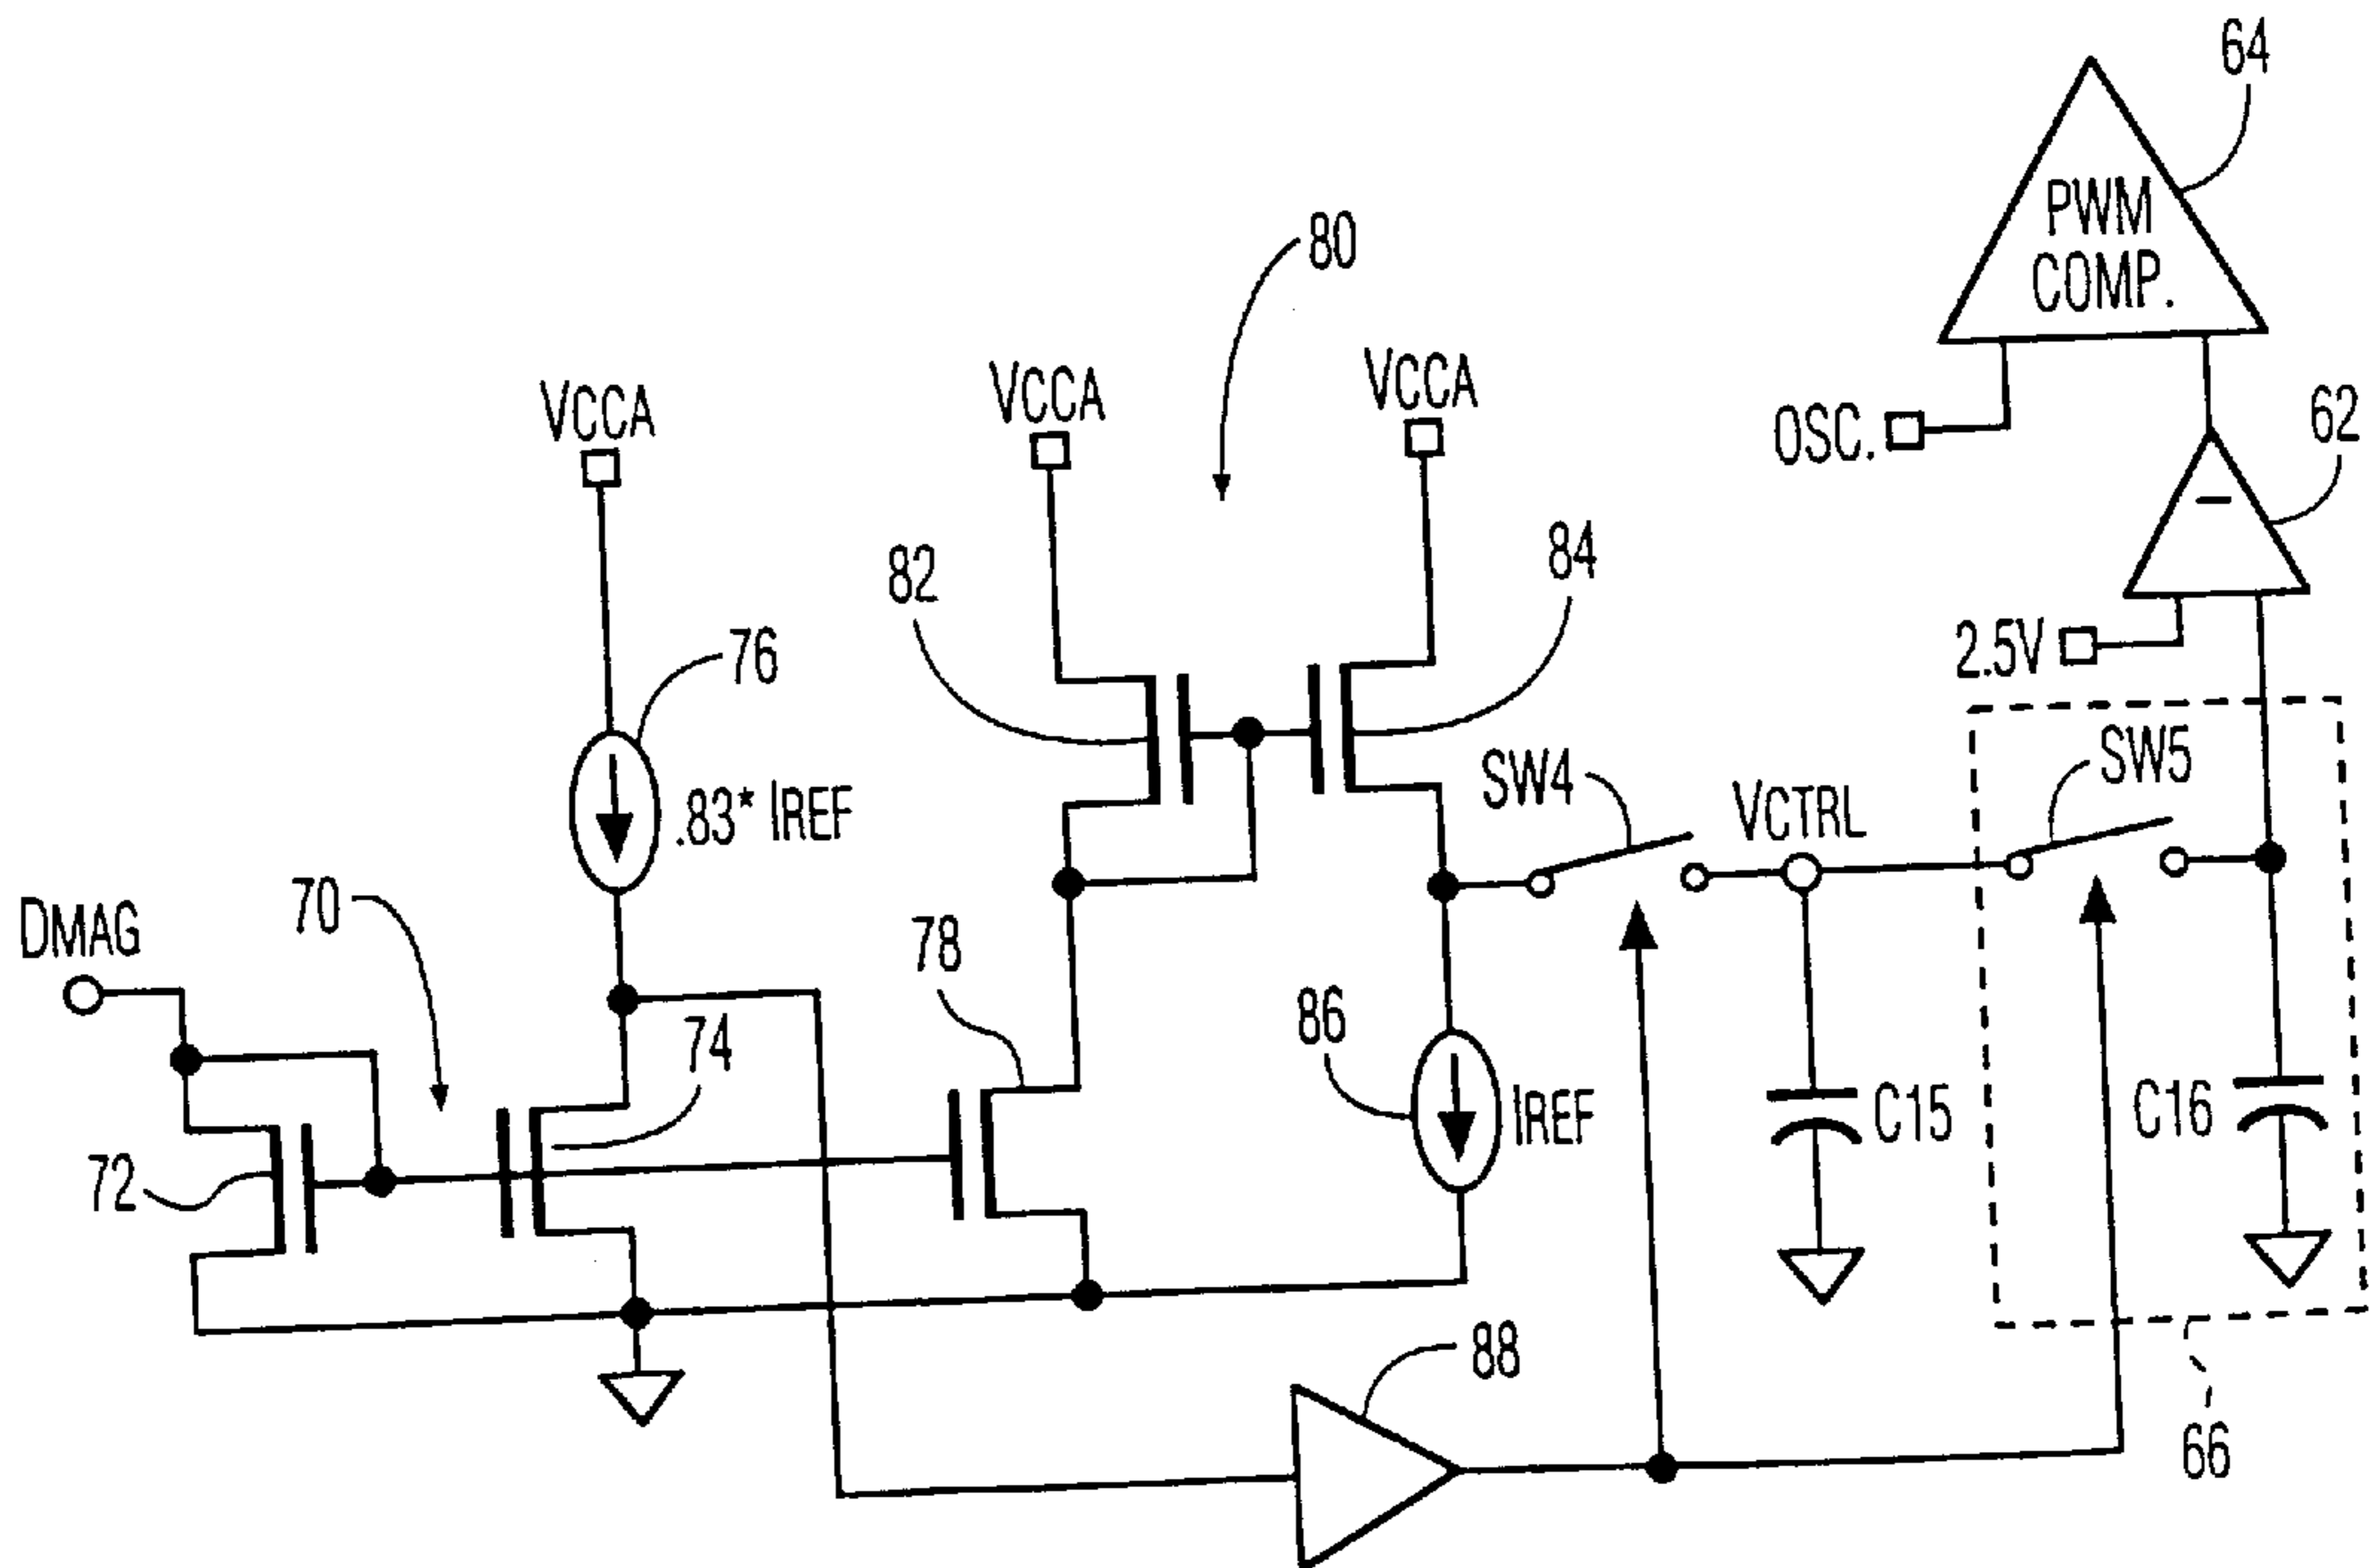 64
PWM
COMP.
80
VCCA
VCCA
VCCA
OSC.
62
82
84
2.5V
76
SW4
VCTRL
SW5
.83* IREF
70
DMAG
78
74
86
IREF
C15
C16
72
88
66